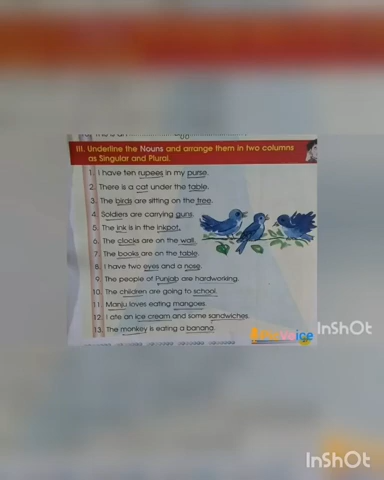 III. Underline the Nouns and arrange them in two columns
as Singular and Plural.
1. I have ten rupees in my purse.
2. There is a cat under the table.
3. The birds are sitting on the tree.
4. Soldiers are carrying guns.
5. The ink is in the inkpot.
6. The clocks are on the wall.
7. The books are on the table.
8. I have two eyes and a nose.
9. The people of Punjab are hardworking.
10. The children are going to school.
11. Manju loves eating mangoes.
12. I ate an ice cream and some sandwiches.
13. The monkey is eating a banana.
InShOt
InShOt